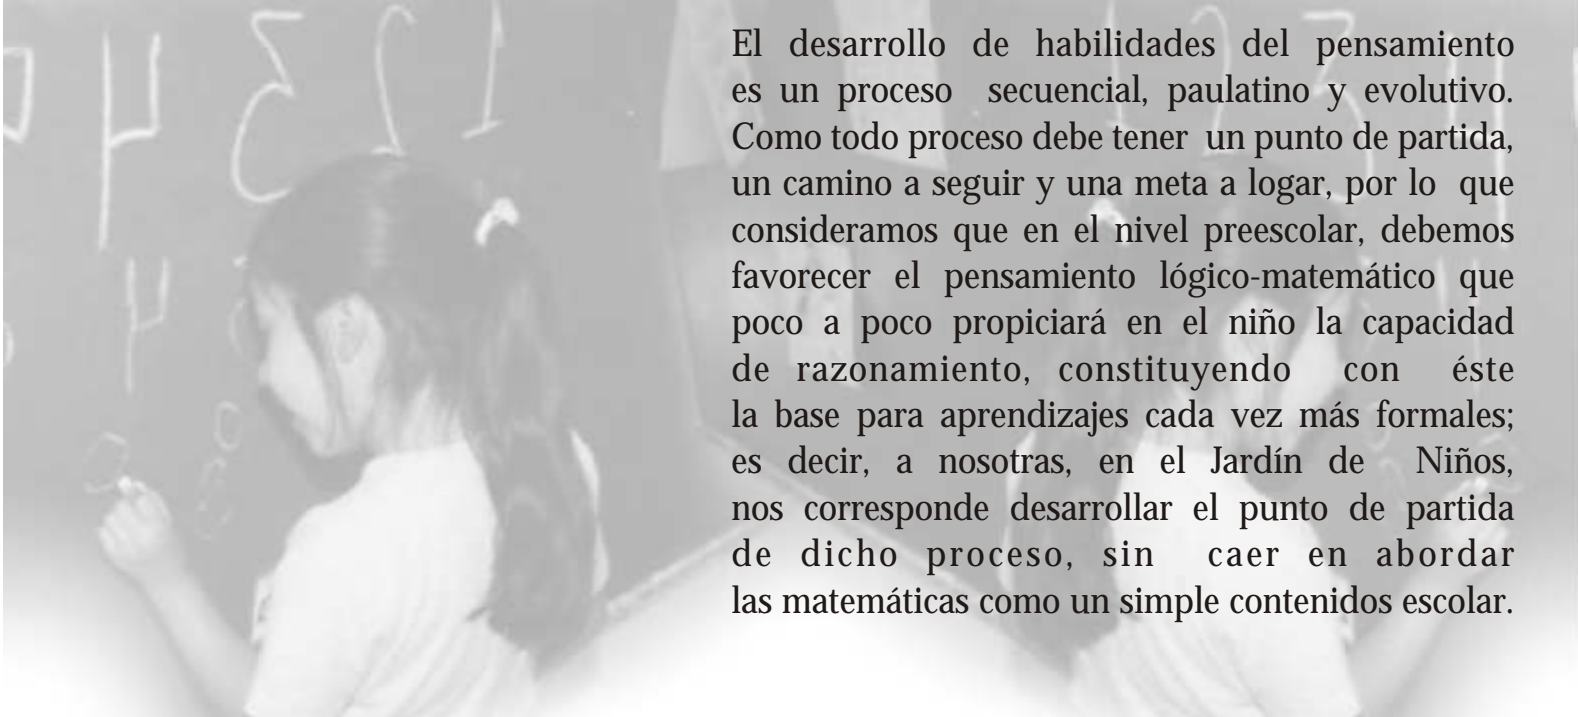 El desarrollo de habilidades del pensamiento
es un proceso secuencial, paulatino y evolutivo.
Como todo proceso debe tener un punto de partida,
un camino a seguir y una meta a logar, por lo que
consideramos que en el nivel preescolar, debemos
favorecer el pensamiento lógico-matemático que
poco a poco propiciará en el niño la capacidad
de razonamiento, constituyendo con éste
la base para aprendizajes cada vez más formales;
es decir, a nosotras, en el Jardín de Niños,
nos corresponde desarrollar el punto de partida
de dicho proceso, sin caer en abordar
las matemáticas como un simple contenidos escolar.